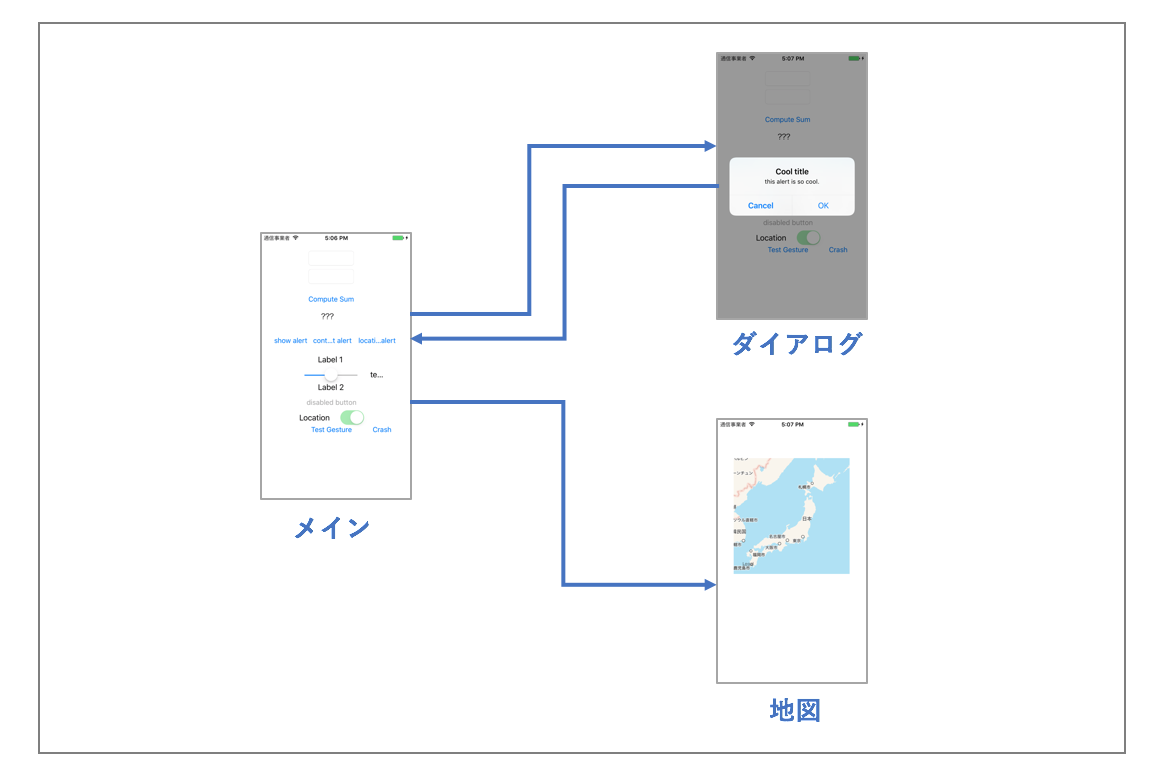 通信事業者 5:07 PM
Compute Sum
???
Cool title
this alert is so cool.
Cancel OK
disabled button
Location
Test Gesture Crash
ダイアログ
通信事業者 5:06 PM
Compute Sum
???
show alert cont...t alert locati...alert
Label 1
te...
Label 2
disabled button
Location
Test Gesture Crash
メイン
通信事業者 5:07 PM
札幌市
日本
名古屋市
東京
大阪市
福岡市
鹿児島市
地図